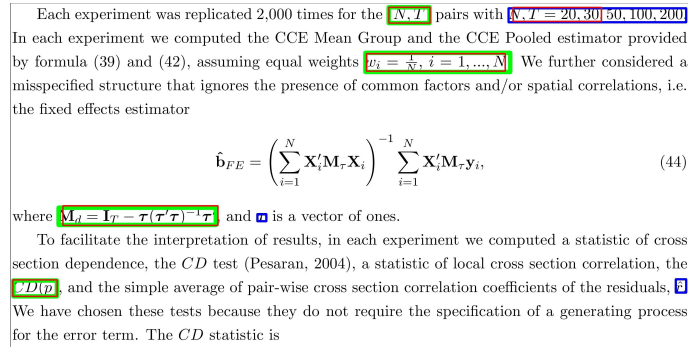 Each experiment was replicated 2,000 times for the N, T pairs with N, T = 20, 30, 50, 100, 200.
In each experiment we computed the CCE Mean Group and the CCE Pooled estimator provided
by formula (39) and (42), assuming equal weights w_i = 1/N, i = 1, ..., N. We further considered a
misspecified structure that ignores the presence of common factors and/or spatial correlations, i.e.
the fixed effects estimator
b̂_{FE} = (∑_{i=1}^{N} X′_i M_τ X_i)^{−1} ∑_{i=1}^{N} X′_i M_τ y_i, (44)
where M_d = I_T − τ(τ′τ)^{−1}τ′, and τ is a vector of ones.
To facilitate the interpretation of results, in each experiment we computed a statistic of cross
section dependence, the CD test (Pesaran, 2004), a statistic of local cross section correlation, the
CD(p), and the simple average of pair-wise cross section correlation coefficients of the residuals, r̂.
We have chosen these tests because they do not require the specification of a generating process
for the error term. The CD statistic is